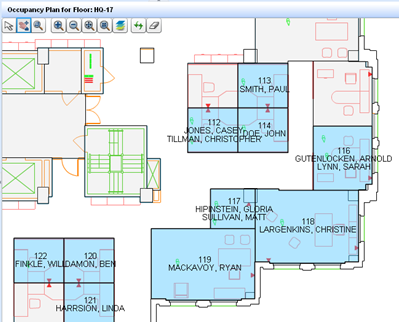 Occupancy Plan for Floor: HQ-17
113
SMITH, PAUL
112
JONES, CASEY
TILLMAN, CHRISTOPHER
114
DOE, JOHN
116
GUTENLOCKEN, ARNOLD
LYNN, SARAH
117
HIPINSTEIN, GLORIA
SULLIVAN, MATT
118
LARGENKINS, CHRISTINE
119
MACKAVOY, RYAN
122
FINKLE, WILL
120
DAMON, BEN
121
HARRSION, LINDA